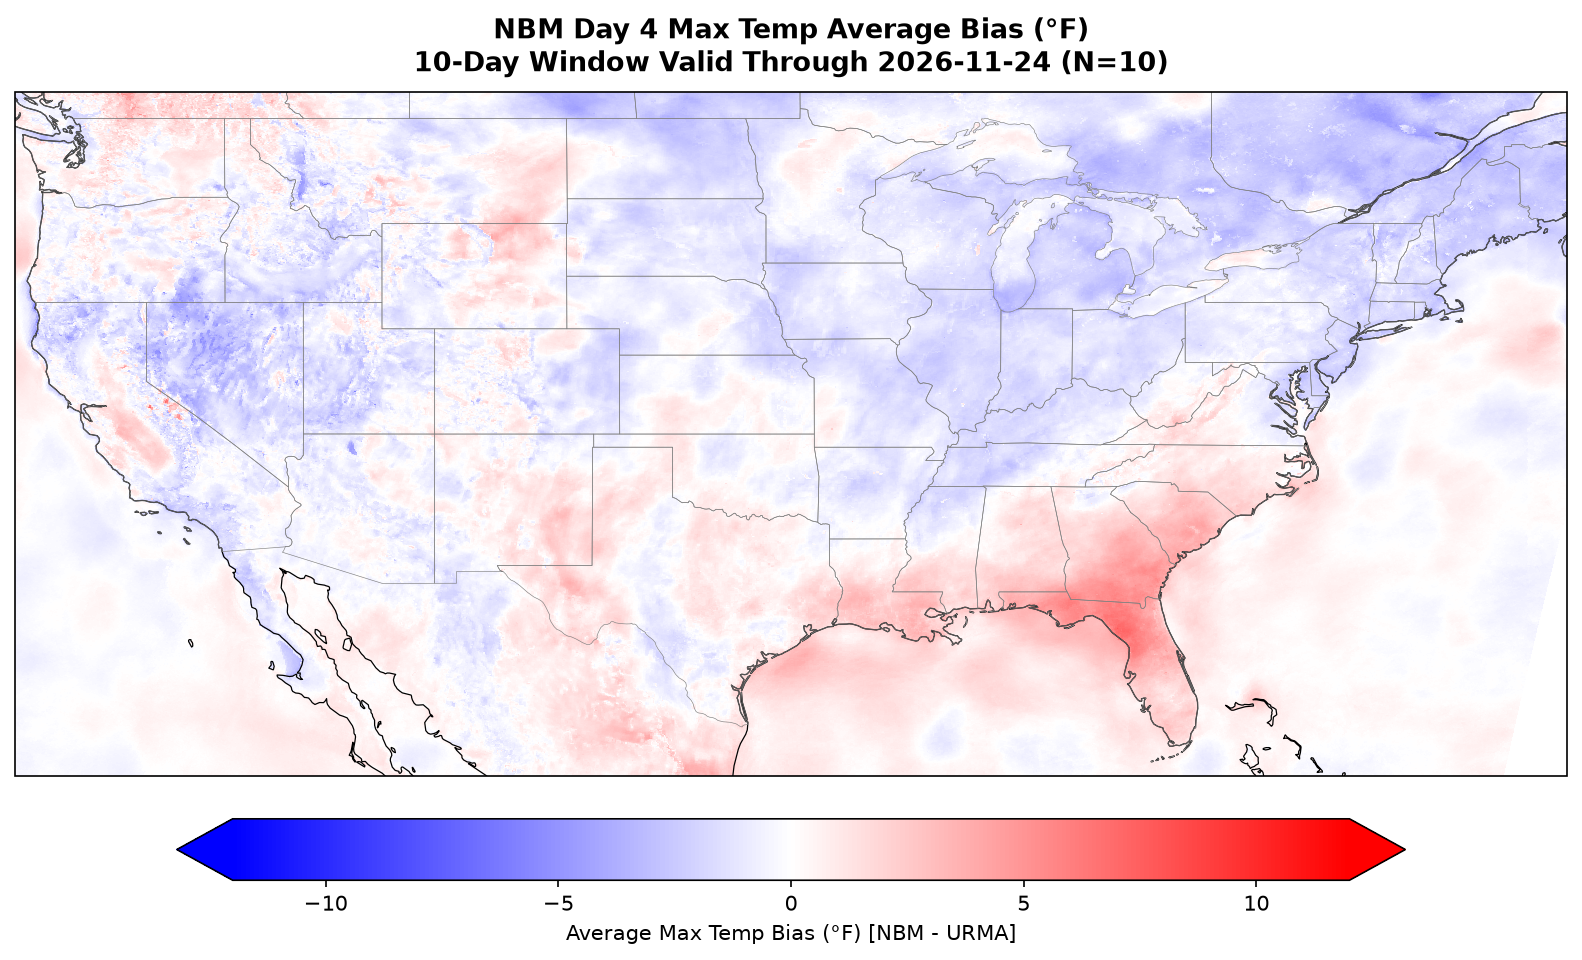 NBM Day 4 Max Temp Average Bias (°F)
10-Day Window Valid Through 2026-11-24 (N=10)
−10 −5 0 5 10
Average Max Temp Bias (°F) [NBM - URMA]